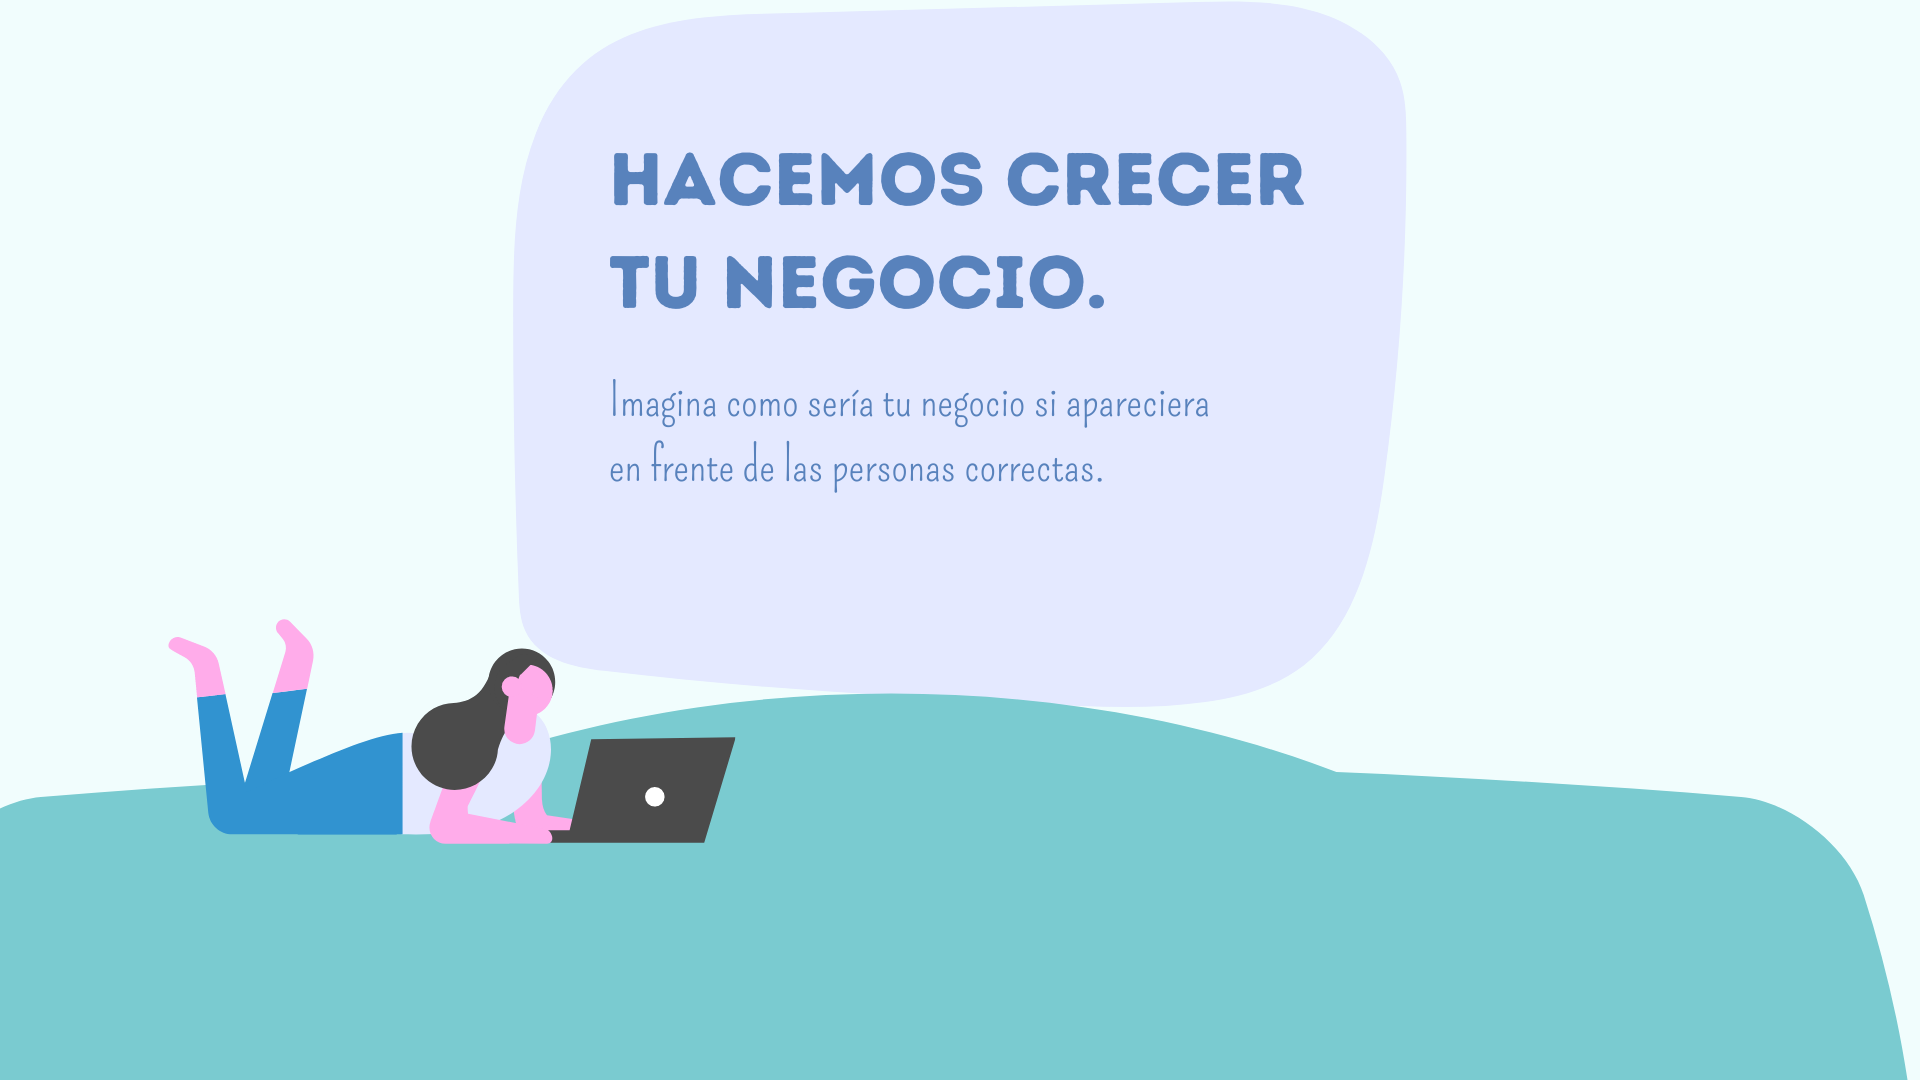 HACEMOS CRECER
TU NEGOCIO.
Imagina como sería tu negocio si apareciera
en frente de las personas correctas.